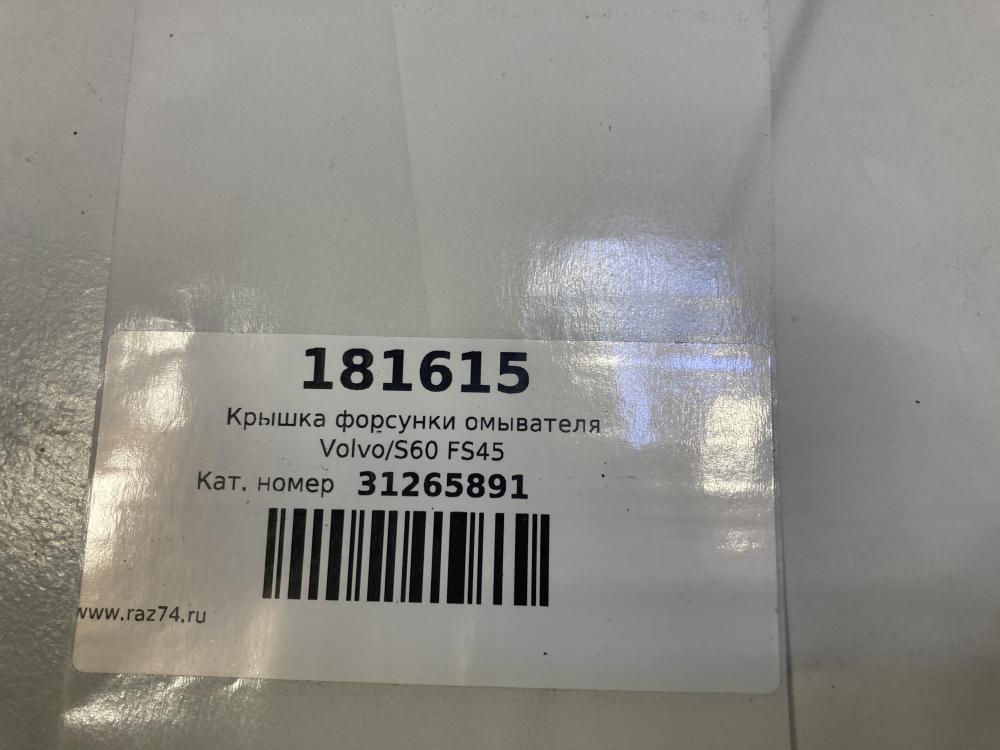 181615
Крышка форсунки омывателя
Volvo/S60 FS45
Кат. номер 31265891
www.raz74.ru